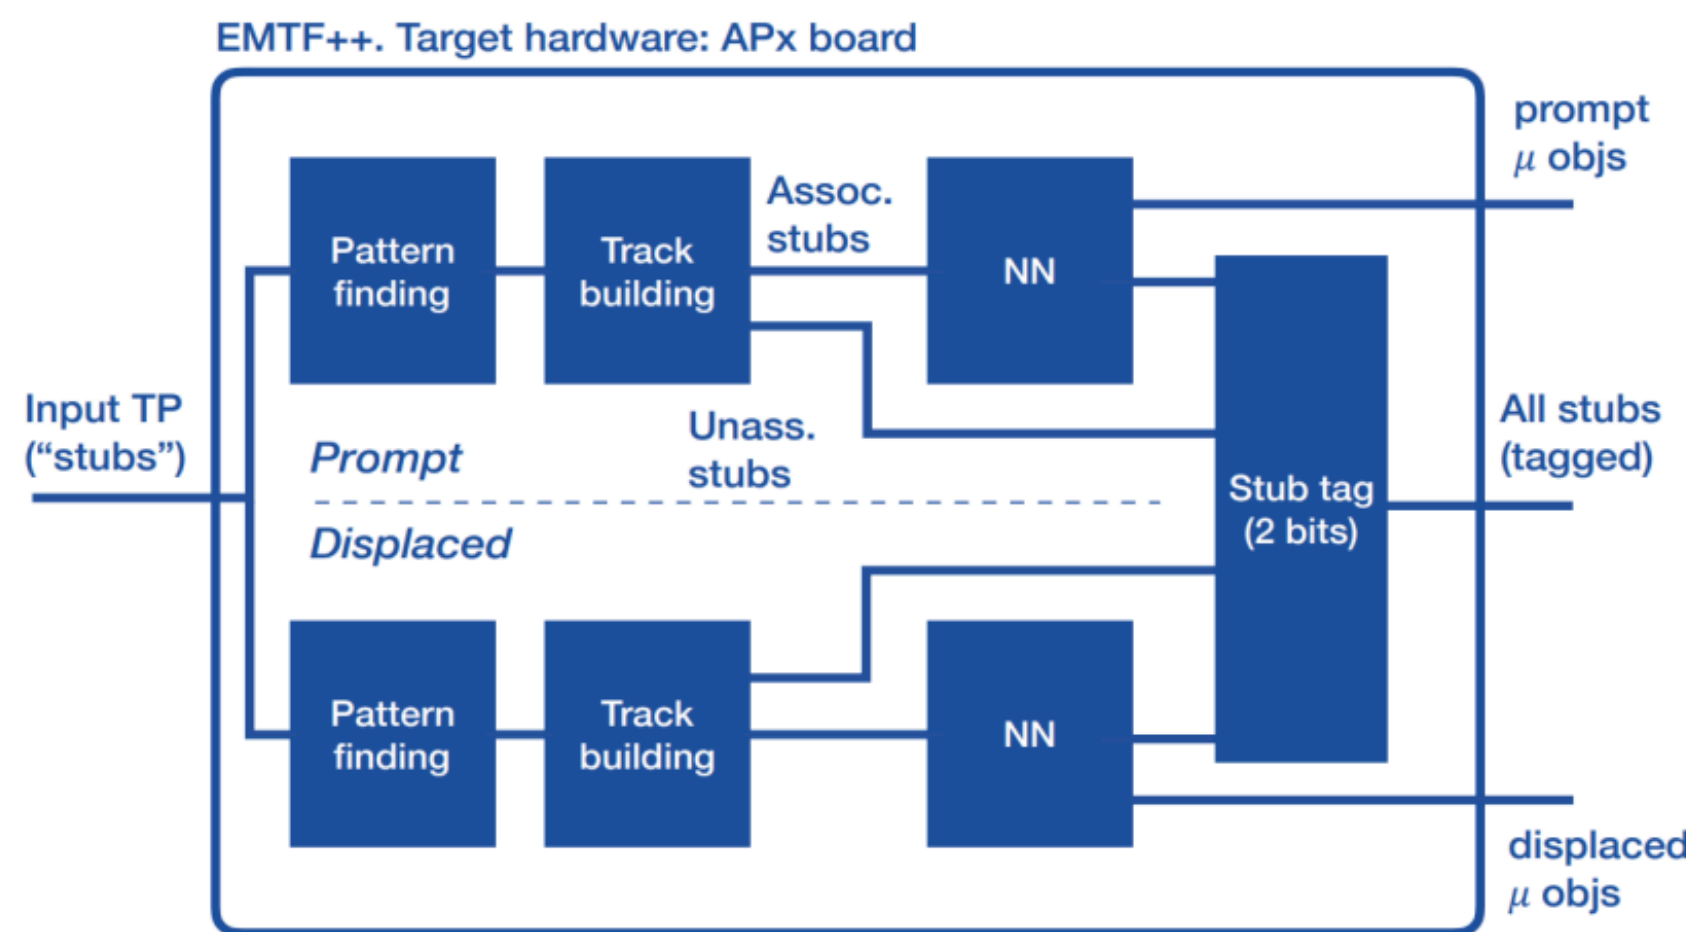 EMTF++. Target hardware: APx board
prompt
μ objs
Assoc.
stubs
Pattern
finding
Track
building
NN
Input TP
(“stubs”)
Prompt
Unass.
stubs
All stubs
(tagged)
Stub tag
(2 bits)
Displaced
Pattern
finding
Track
building
NN
displaced
μ objs